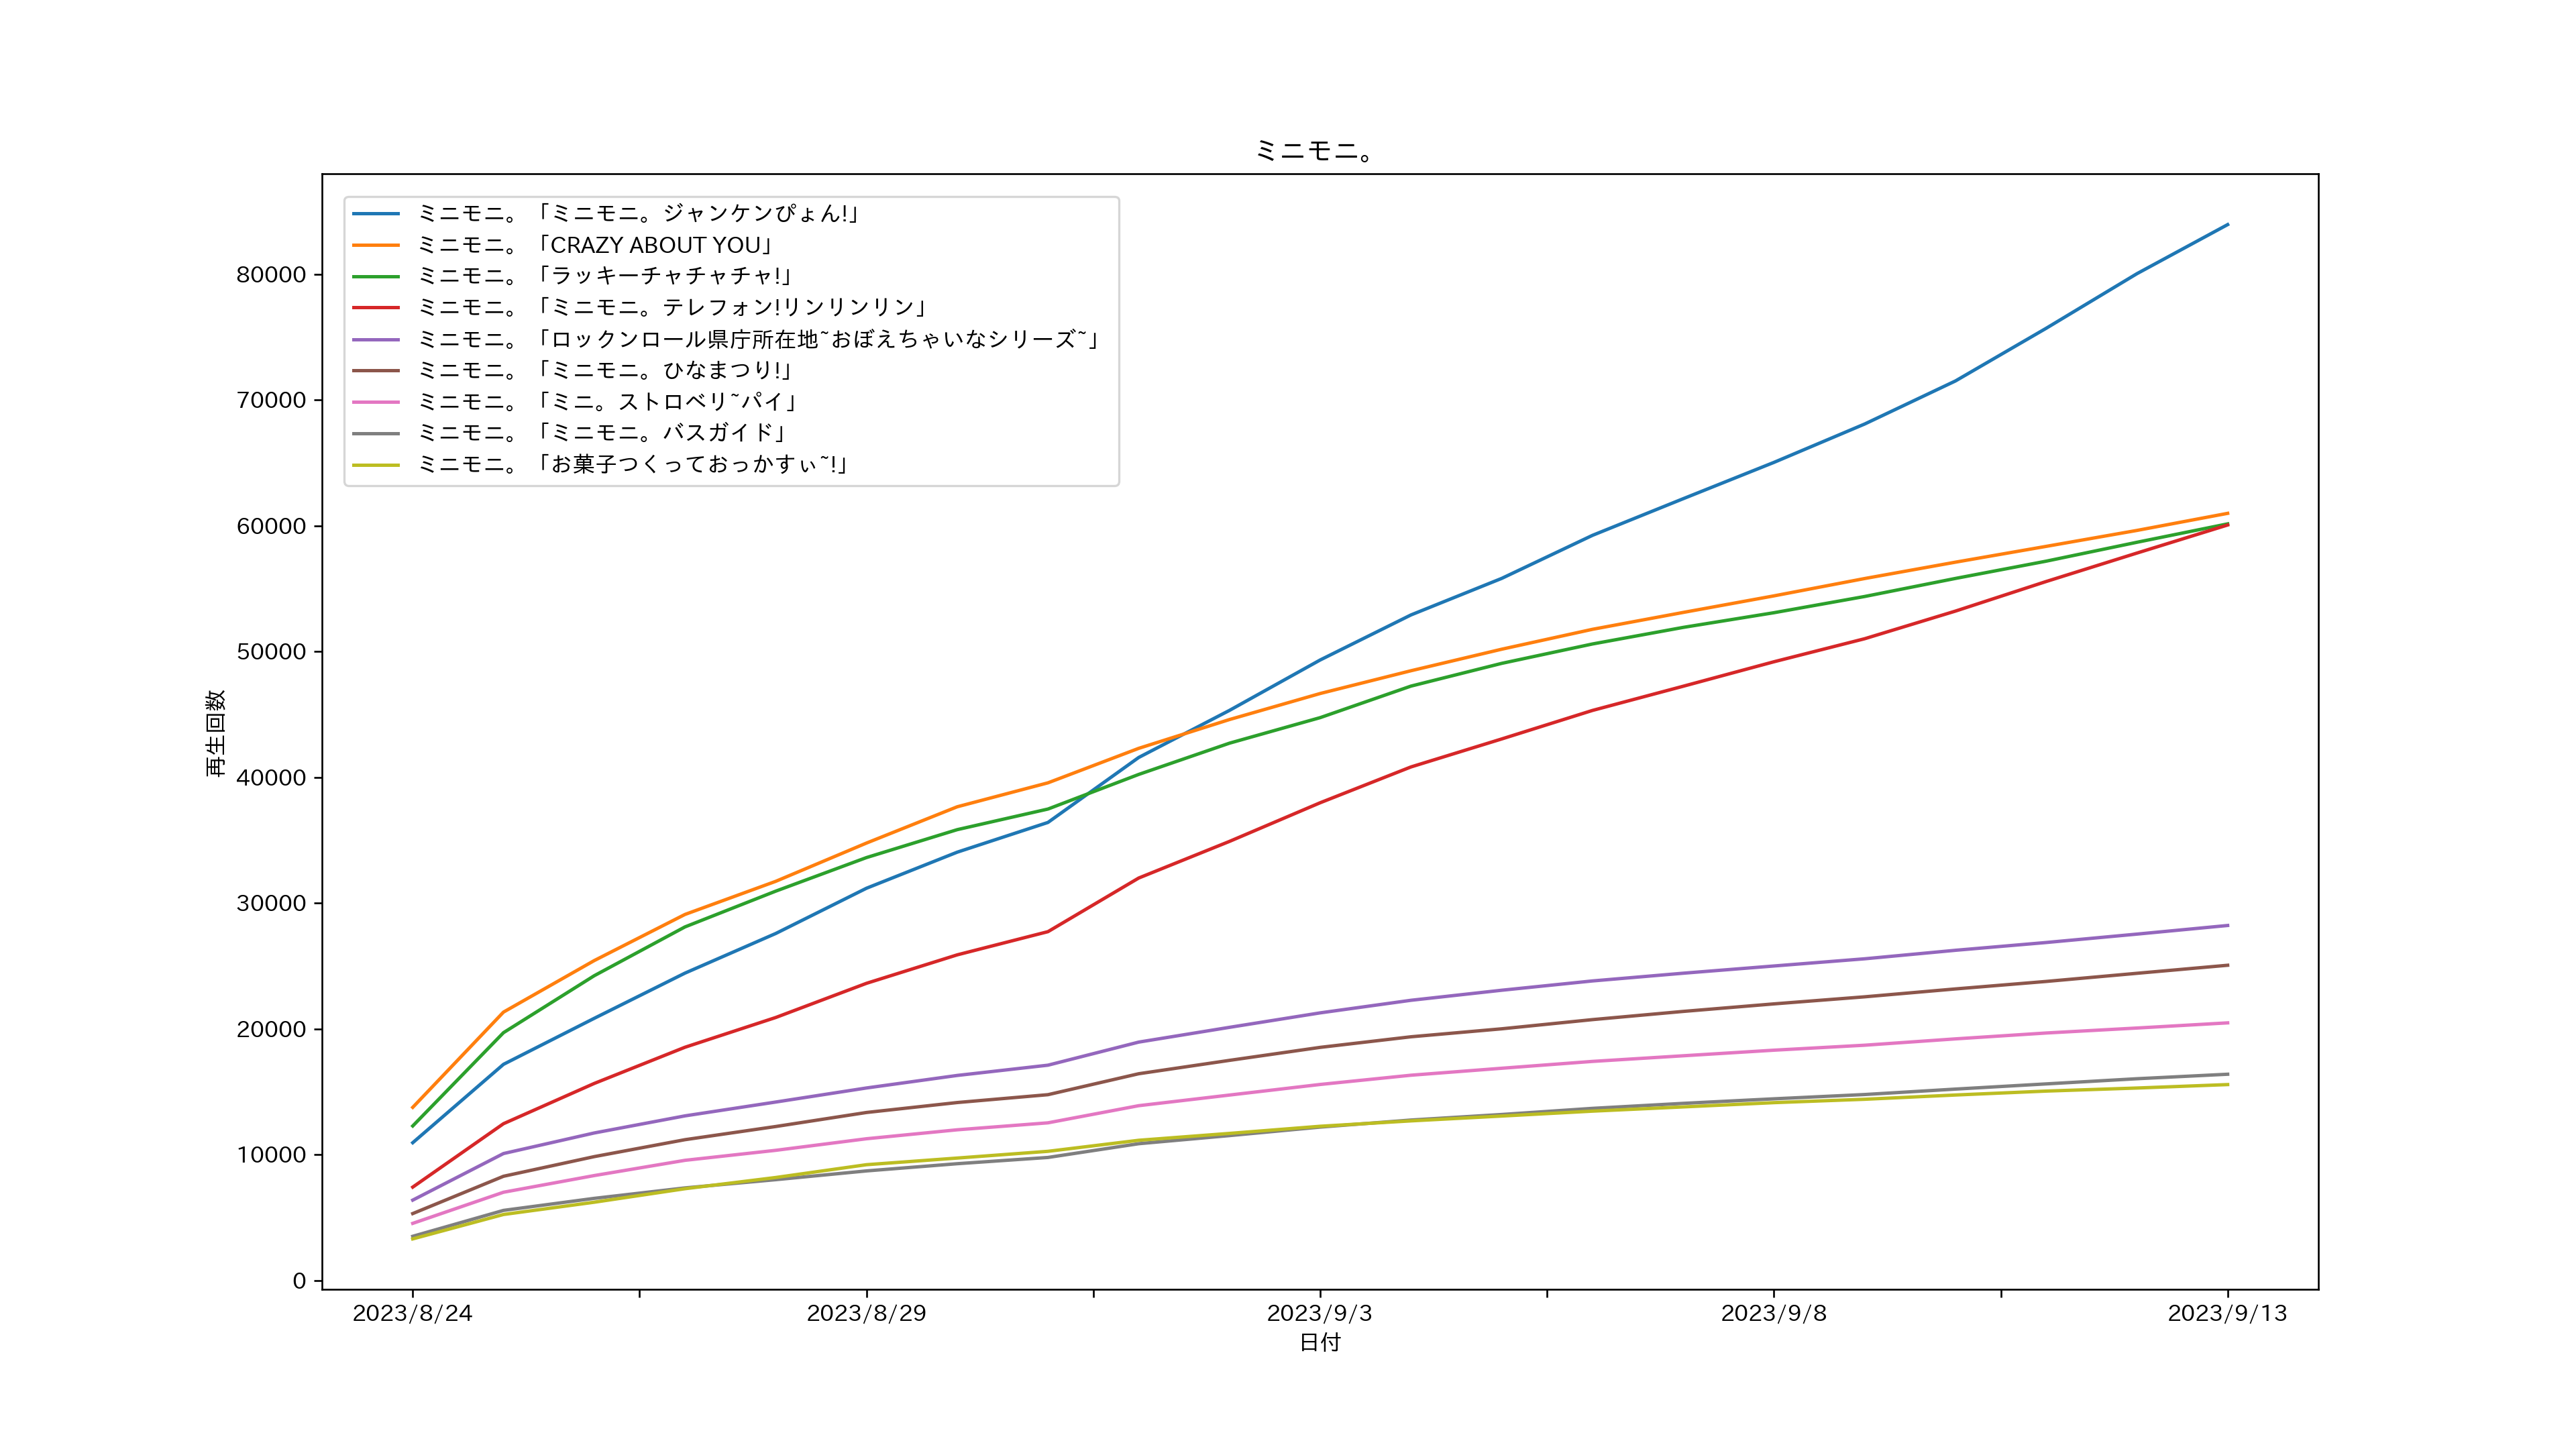 ミニモニ。
ミニモニ。「ミニモニ。ジャンケンぴょん!」
ミニモニ。「CRAZY ABOUT YOU」
ミニモニ。「ラッキーチャチャチャ!」
ミニモニ。「ミニモニ。テレフォン!リンリンリン」
ミニモニ。「ロックンロール県庁所在地~おぼえちゃいなシリーズ~」
ミニモニ。「ミニモニ。ひなまつり!」
ミニモニ。「ミニ。ストロベリ~パイ」
ミニモニ。「ミニモニ。バスガイド」
ミニモニ。「お菓子つくっておっかすぃ~!」
80000
70000
60000
50000
40000
30000
20000
10000
0
再生回数
2023/8/24
2023/8/29
2023/9/3
2023/9/8
2023/9/13
日付